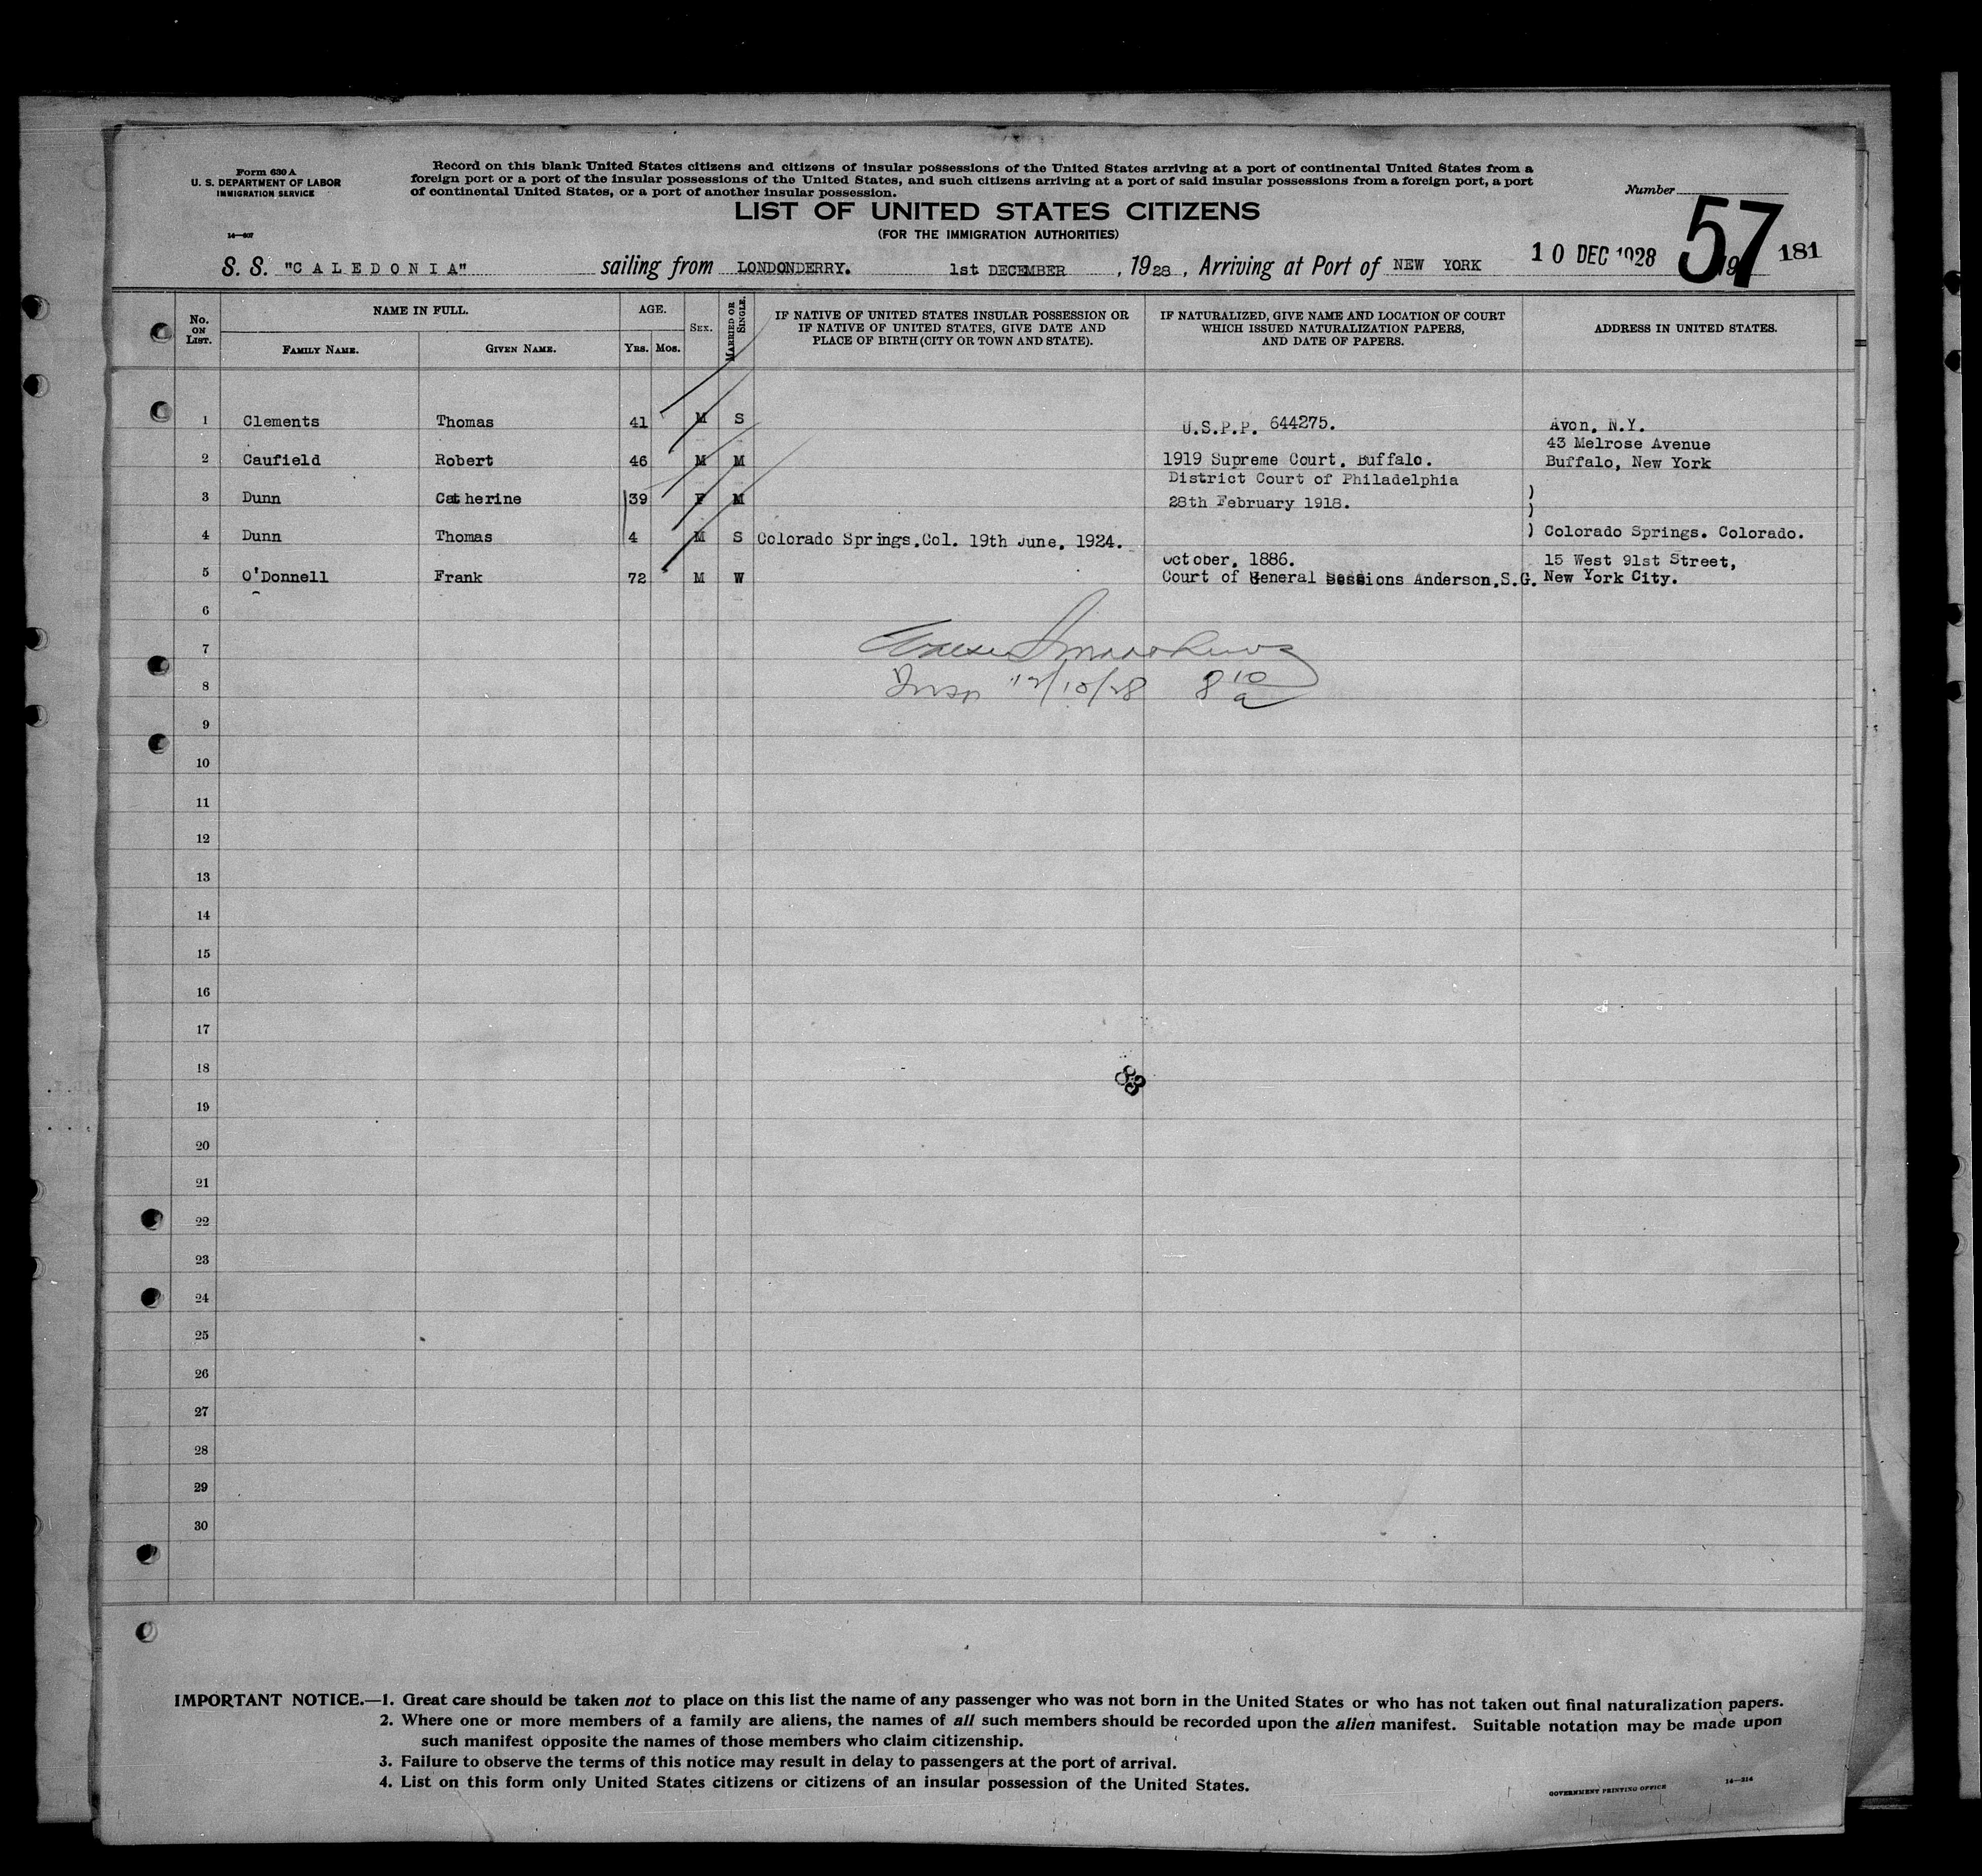 Form 630 A
U. S. DEPARTMENT OF LABOR
IMMIGRATION SERVICE
14—607
Record on this blank United States citizens and citizens of insular possessions of the United States arriving at a port of continental United States from a
foreign port or a port of the insular possessions of the United States, and such citizens arriving at a port of said insular possessions from a foreign port, a port
of continental United States, or a port of another insular possession.
LIST OF UNITED STATES CITIZENS
(FOR THE IMMIGRATION AUTHORITIES)
Number
57
181
S. S. "CALEDONIA" sailing from LONDONDERRY. 1st DECEMBER, 1928, Arriving at Port of NEW YORK 10 DEC 1928 19
No. ON LIST. NAME IN FULL. AGE. SEX. MARRIED OR SINGLE. IF NATIVE OF UNITED STATES INSULAR POSSESSION OR IF NATIVE OF UNITED STATES, GIVE DATE AND PLACE OF BIRTH (CITY OR TOWN AND STATE). IF NATURALIZED, GIVE NAME AND LOCATION OF COURT WHICH ISSUED NATURALIZATION PAPERS, AND DATE OF PAPERS. ADDRESS IN UNITED STATES.
FAMILY NAME. GIVEN NAME. YRS. MOS.
1 Clements Thomas 41 M S U.S.P.P. 644275. Avon, N.Y.
43 Melrose Avenue
2 Caufield Robert 46 M M 1919 Supreme Court, Buffalo. Buffalo, New York
District Court of Philadelphia
3 Dunn Catherine 39 F M 28th February 1918. )
)
4 Dunn Thomas 4 M S Colorado Springs.Col. 19th June, 1924. ) Colorado Springs. Colorado.
October, 1886. 15 West 91st Street,
5 O'Donnell Frank 72 M W Court of General Sessions Anderson,S.G. New York City.
6
7
8 Insp 12/10/28 8 10 a
9
10
11
12
13
14
15
16
17
18
19
20
21
22
23
24
25
26
27
28
29
30
IMPORTANT NOTICE.—1. Great care should be taken not to place on this list the name of any passenger who was not born in the United States or who has not taken out final naturalization papers.
2. Where one or more members of a family are aliens, the names of all such members should be recorded upon the alien manifest. Suitable notation may be made upon
such manifest opposite the names of those members who claim citizenship.
3. Failure to observe the terms of this notice may result in delay to passengers at the port of arrival.
4. List on this form only United States citizens or citizens of an insular possession of the United States.
GOVERNMENT PRINTING OFFICE 14—214